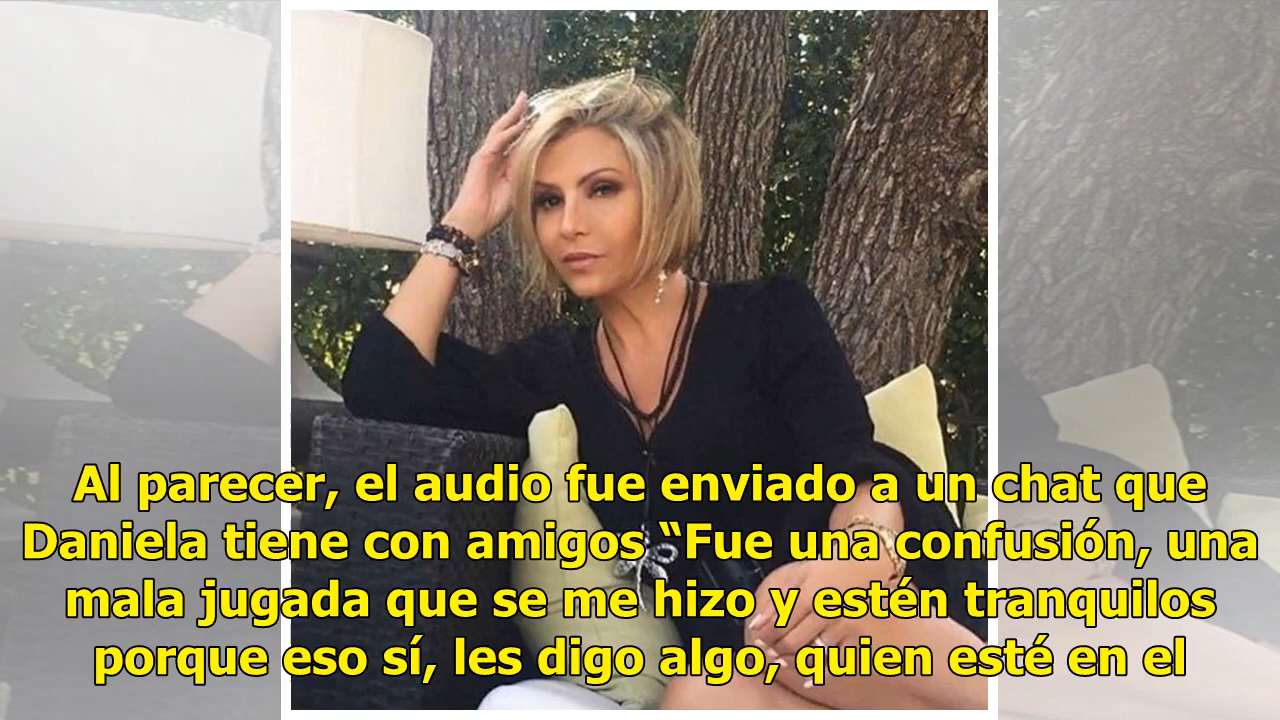 Al parecer, el audio fue enviado a un chat que
Daniela tiene con amigos “Fue una confusión, una
mala jugada que se me hizo y estén tranquilos
porque eso sí, les digo algo, quien esté en el